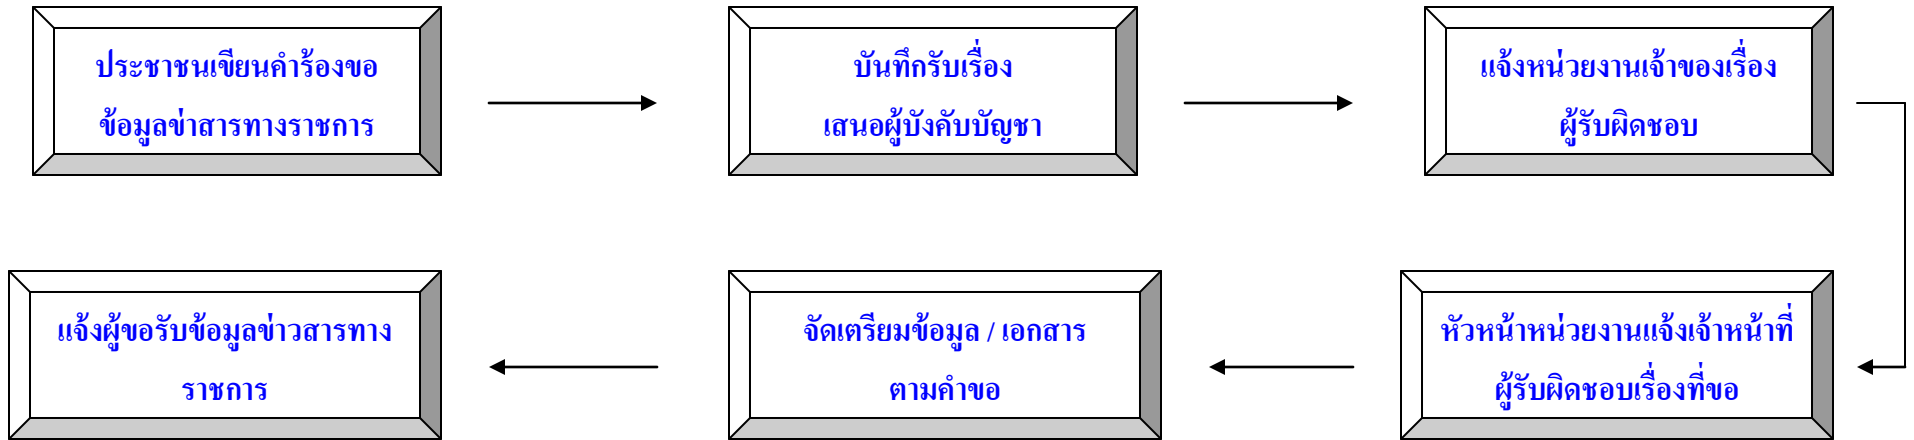 ประชาชนเขียนคำร้องขอ
ข้อมูลข่าสารทางราชการ
บันทึกรับเรื่อง
เสนอผู้บังคับบัญชา
แจ้งหน่วยงานเจ้าของเรื่อง
ผู้รับผิดชอบ
หัวหน้าหน่วยงานแจ้งเจ้าหน้าที่
ผู้รับผิดชอบเรื่องที่ขอ
จัดเตรียมข้อมูล / เอกสาร
ตามคำขอ
แจ้งผู้ขอรับข้อมูลข่าวสารทาง
ราชการ